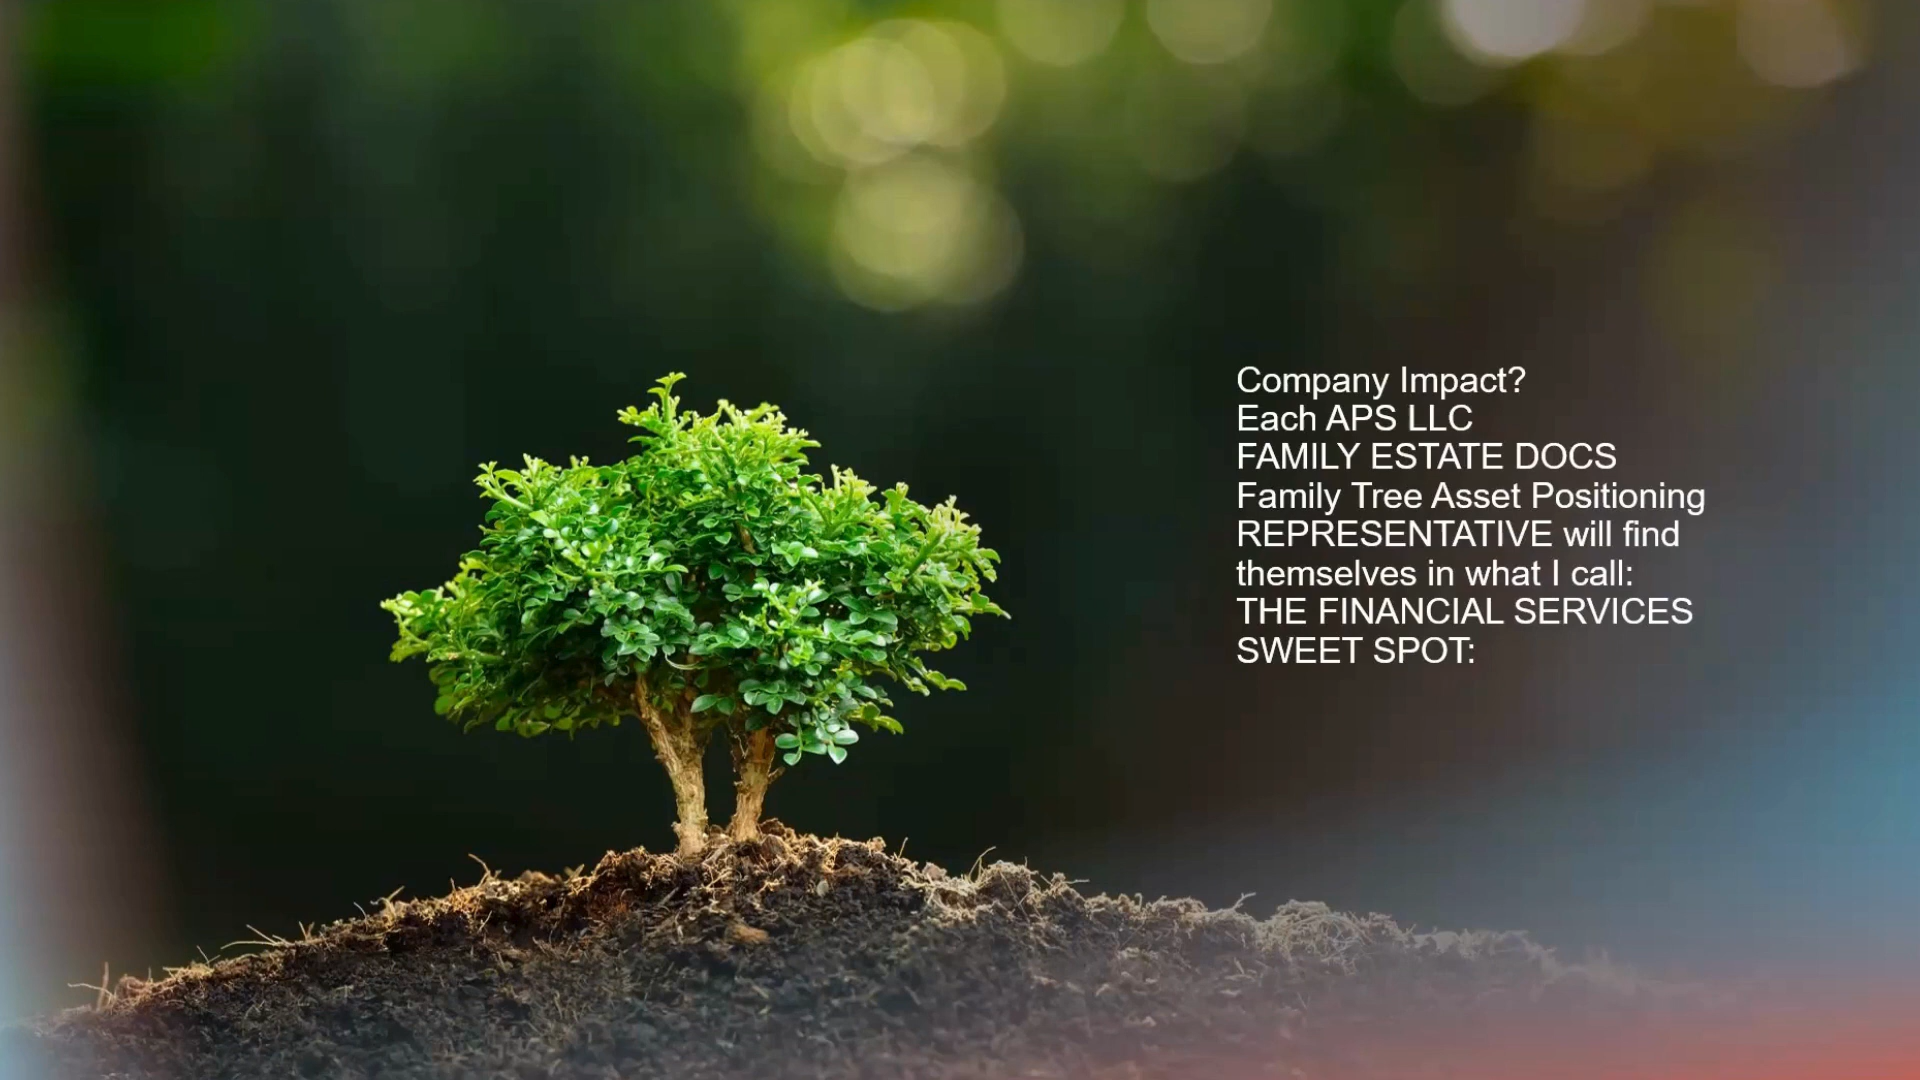 Company Impact?
Each APS LLC
FAMILY ESTATE DOCS
Family Tree Asset Positioning
REPRESENTATIVE will find
themselves in what I call:
THE FINANCIAL SERVICES
SWEET SPOT: